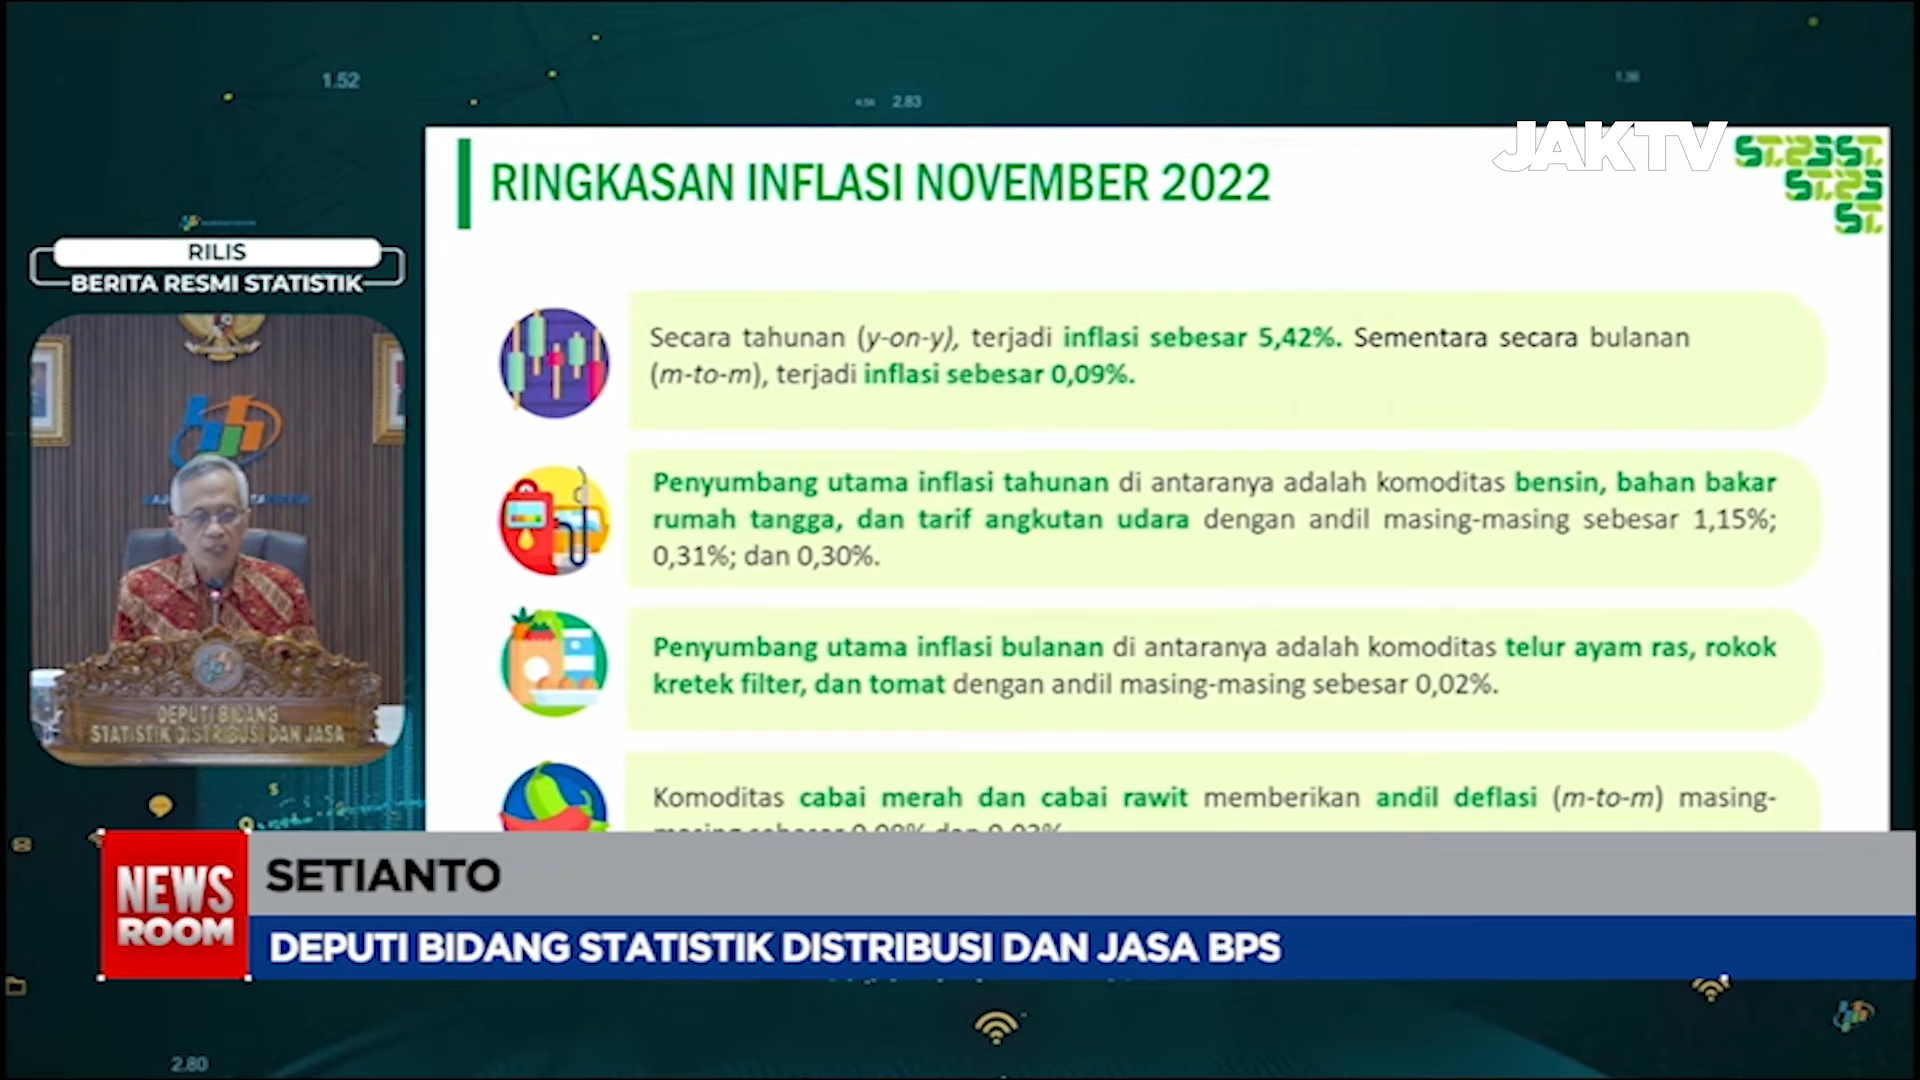 1.52
4.54 2.83
1.36
JAKTV
RINGKASAN INFLASI NOVEMBER 2022
RILIS
BERITA RESMI STATISTIK
Secara tahunan (y-on-y), terjadi inflasi sebesar 5,42%. Sementara secara bulanan
(m-to-m), terjadi inflasi sebesar 0,09%.
Penyumbang utama inflasi tahunan di antaranya adalah komoditas bensin, bahan bakar
rumah tangga, dan tarif angkutan udara dengan andil masing-masing sebesar 1,15%;
0,31%; dan 0,30%.
Penyumbang utama inflasi bulanan di antaranya adalah komoditas telur ayam ras, rokok
kretek filter, dan tomat dengan andil masing-masing sebesar 0,02%.
Komoditas cabai merah dan cabai rawit memberikan andil deflasi (m-to-m) masing-
DEPUTI BIDANG
STATISTIK DISTRIBUSI DAN JASA
NEWS
ROOM
SETIANTO
DEPUTI BIDANG STATISTIK DISTRIBUSI DAN JASA BPS
2.80